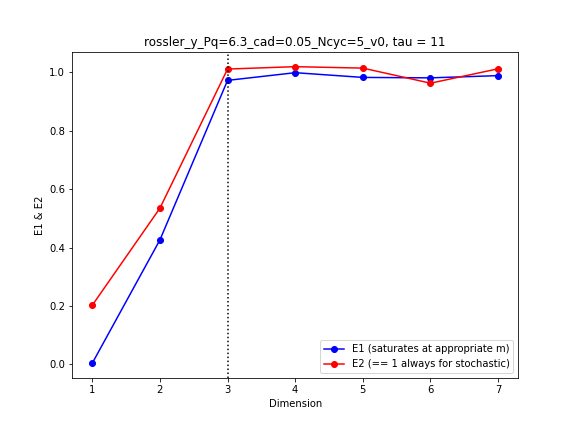 rossler_y_Pq=6.3_cad=0.05_Ncyc=5_v0, tau = 11
1.0
0.8
0.6
0.4
0.2
0.0
E1 & E2
E1 (saturates at appropriate m)
E2 (== 1 always for stochastic)
1 2 3 4 5 6 7
Dimension